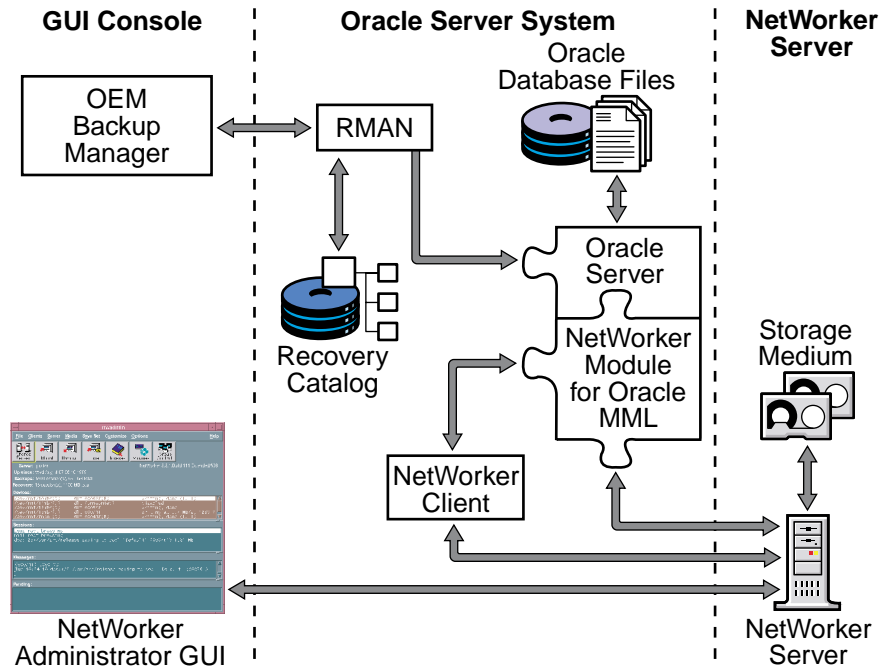 GUI Console
Oracle Server System
NetWorker
Server
OEM
Backup
Manager
RMAN
Oracle
Database Files
Oracle
Server
Recovery
Catalog
NetWorker
Module
for Oracle
MML
Storage
Medium
NetWorker
Client
NetWorker
Administrator GUI
NetWorker
Server